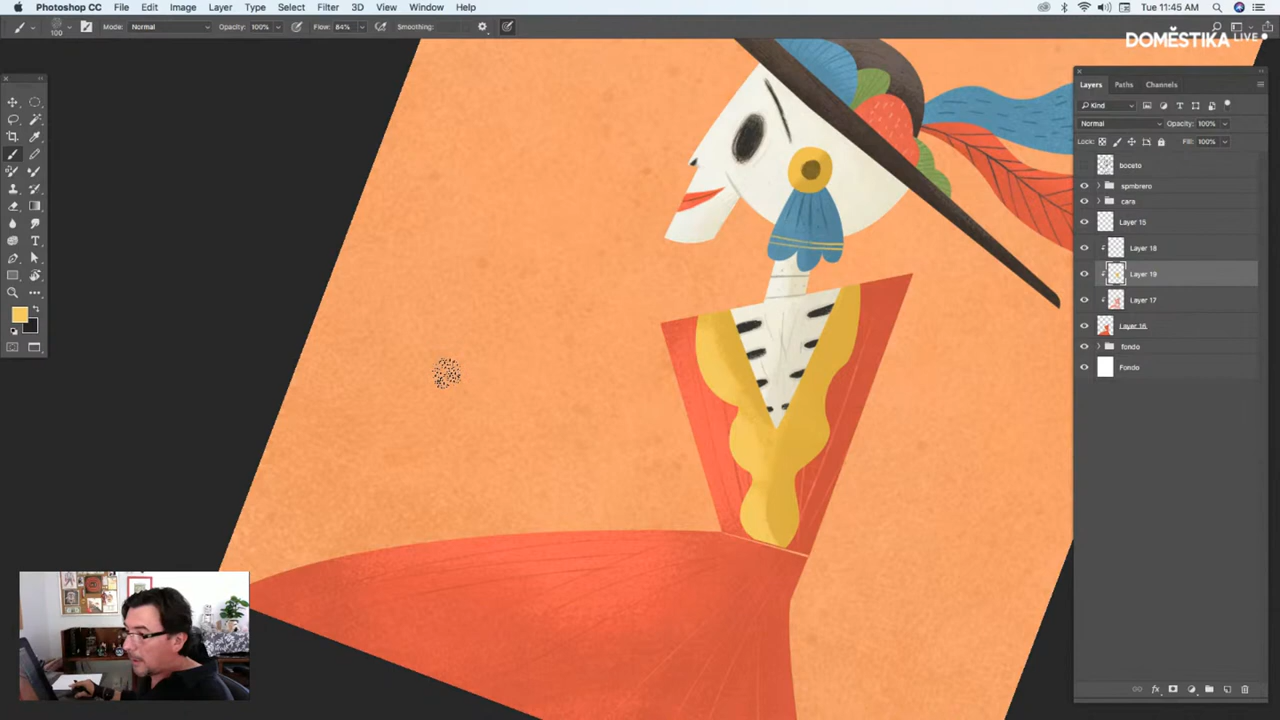 Photoshop CC File Edit Image Layer Type Select Filter 3D View Window Help Tue 11:45 AM
100 Mode: Normal Opacity: 100% Flow: 84% Smoothing:
DOMESTIKA LIVE
Layers Paths Channels
Kind
Normal Opacity: 100%
Lock: Fill: 100%
boceto
spmbrero
cara
Layer 15
Layer 18
Layer 19
Layer 17
Layer 16
fondo
Fondo